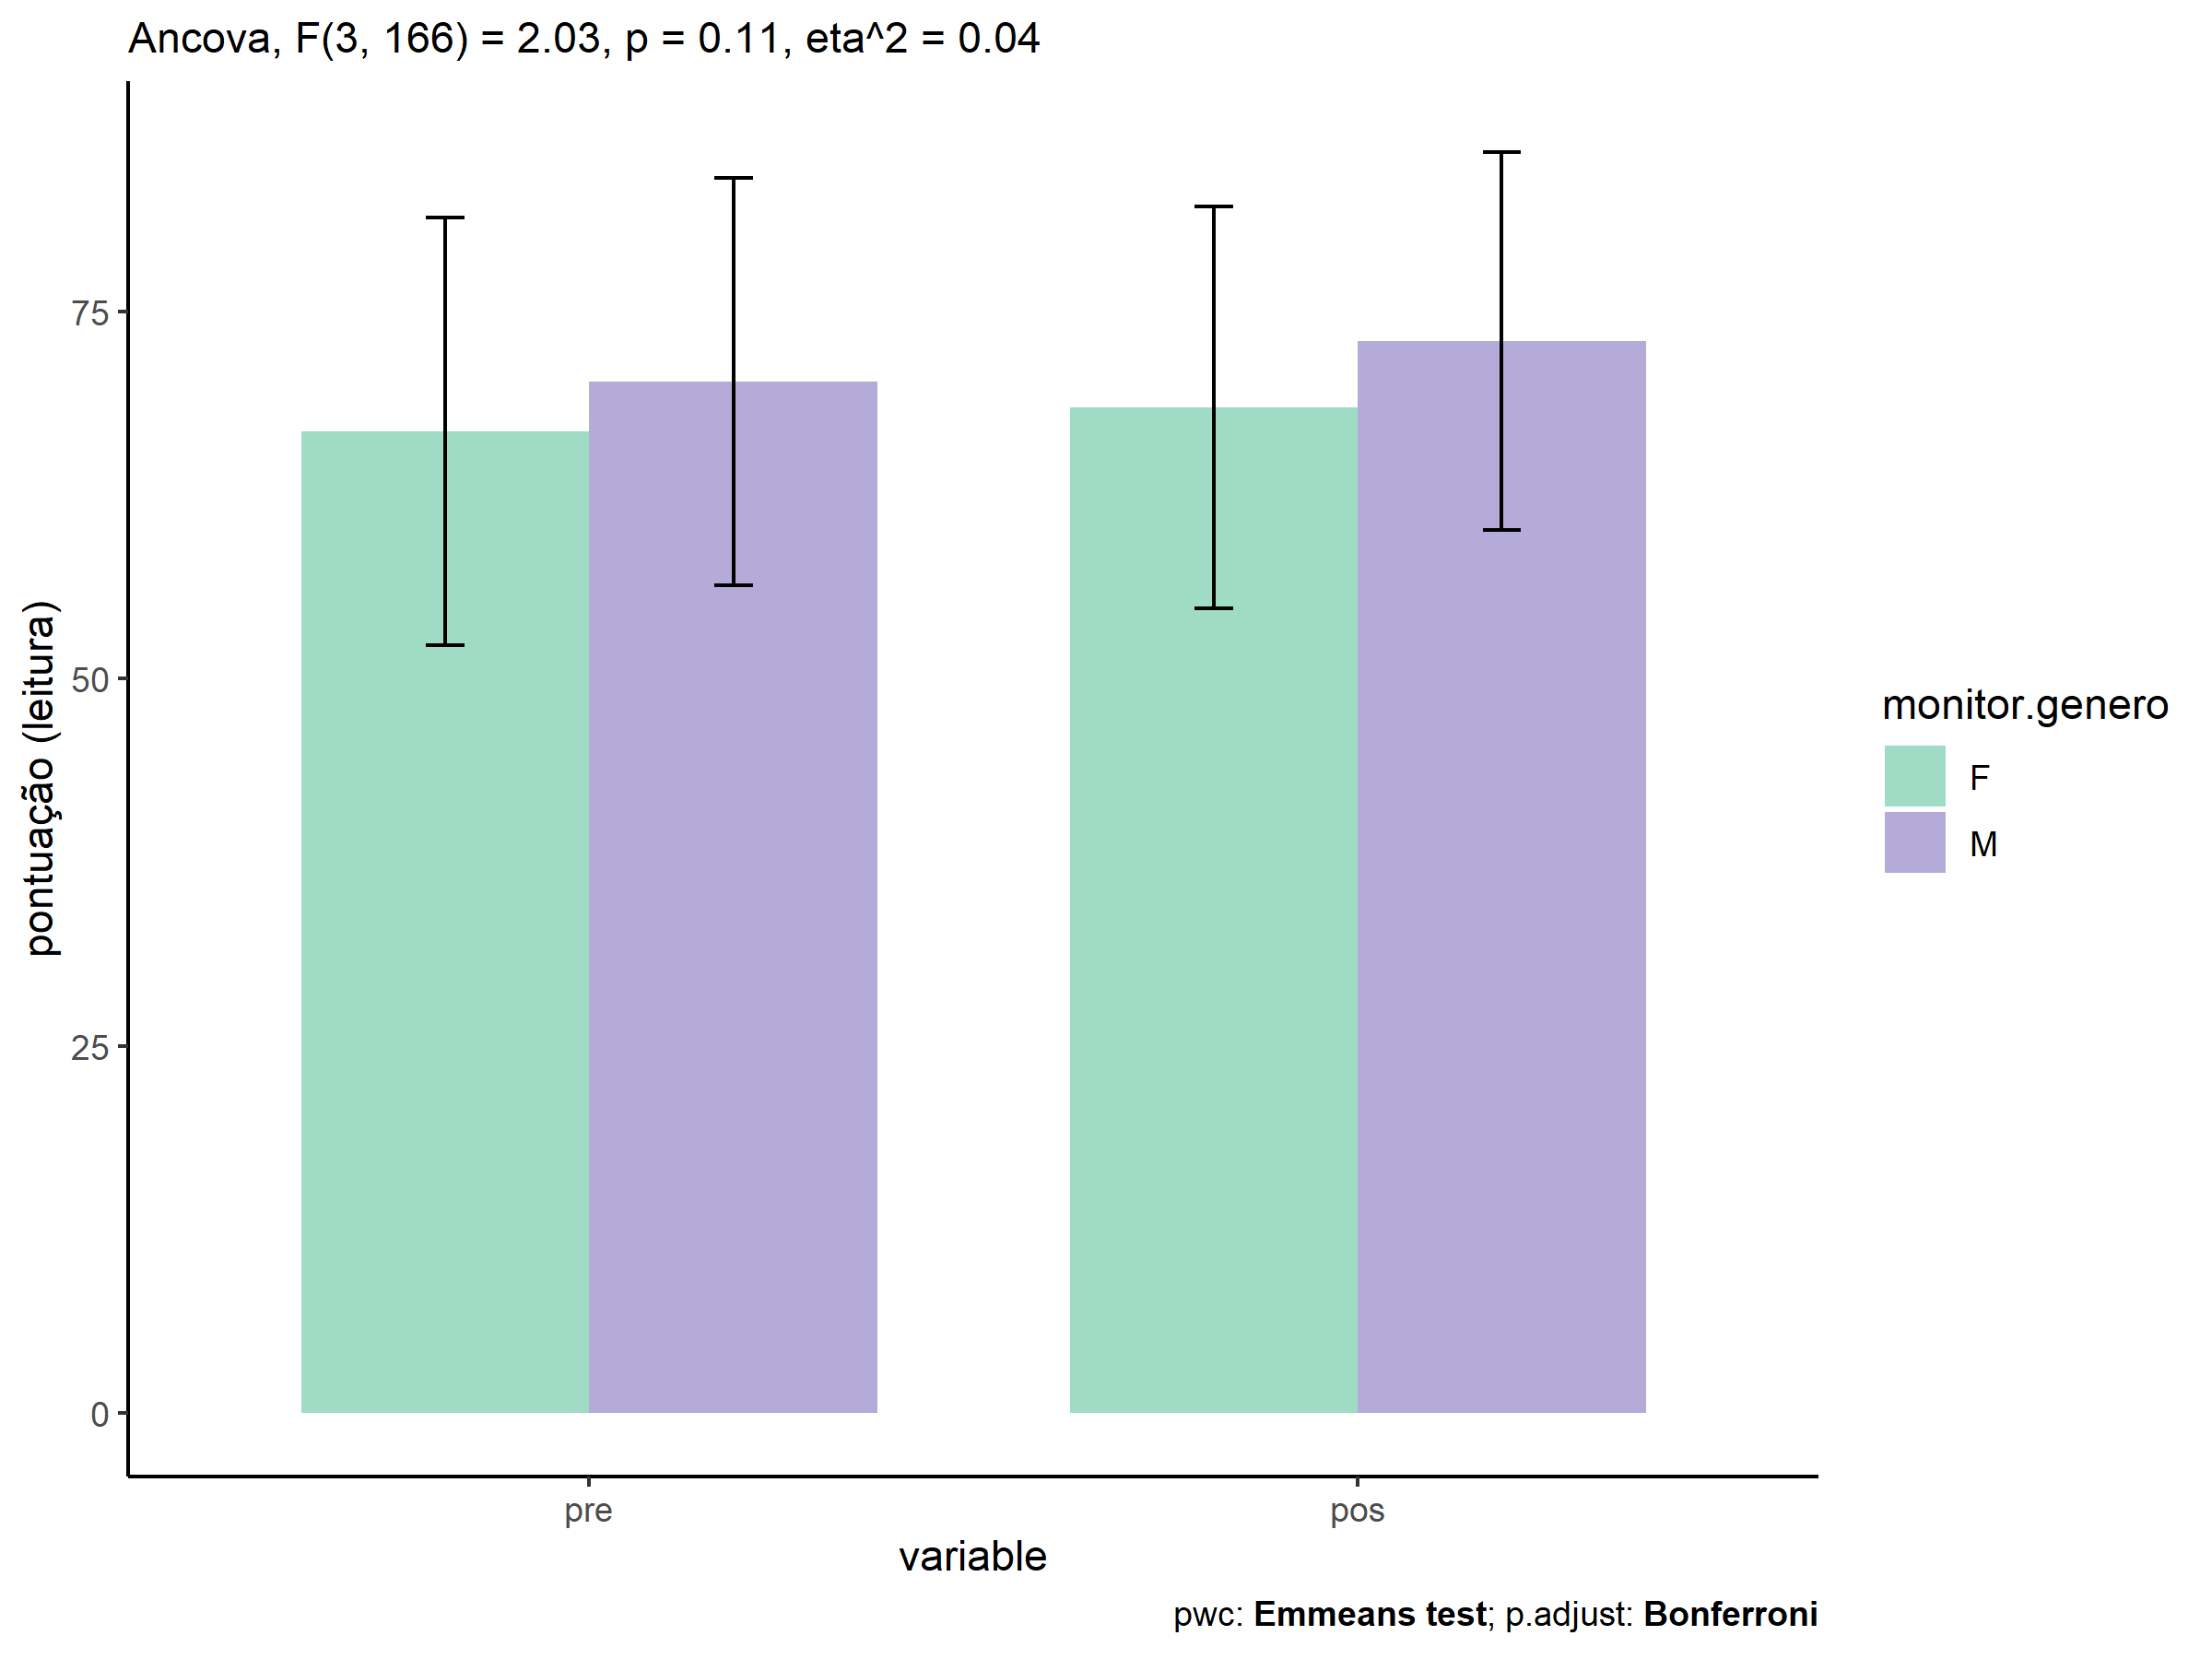 Ancova, F(3, 166) = 2.03, p = 0.11, eta^2 = 0.04
pontuação (leitura)
75
50
25
0
pre
pos
variable
monitor.genero
F
M
pwc: Emmeans test; p.adjust: Bonferroni